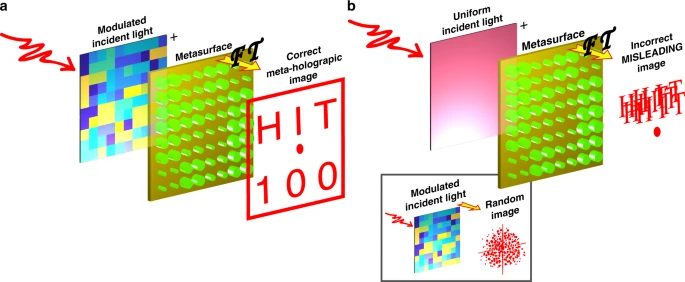 a
Modulated
incident light
+
Metasurface
FT
Correct
meta-holograpic
image
HIT
100
b
Uniform
incident light
+
Metasurface
FT
Incorrect
MISLEADING
image
Modulated
incident light
Random
image